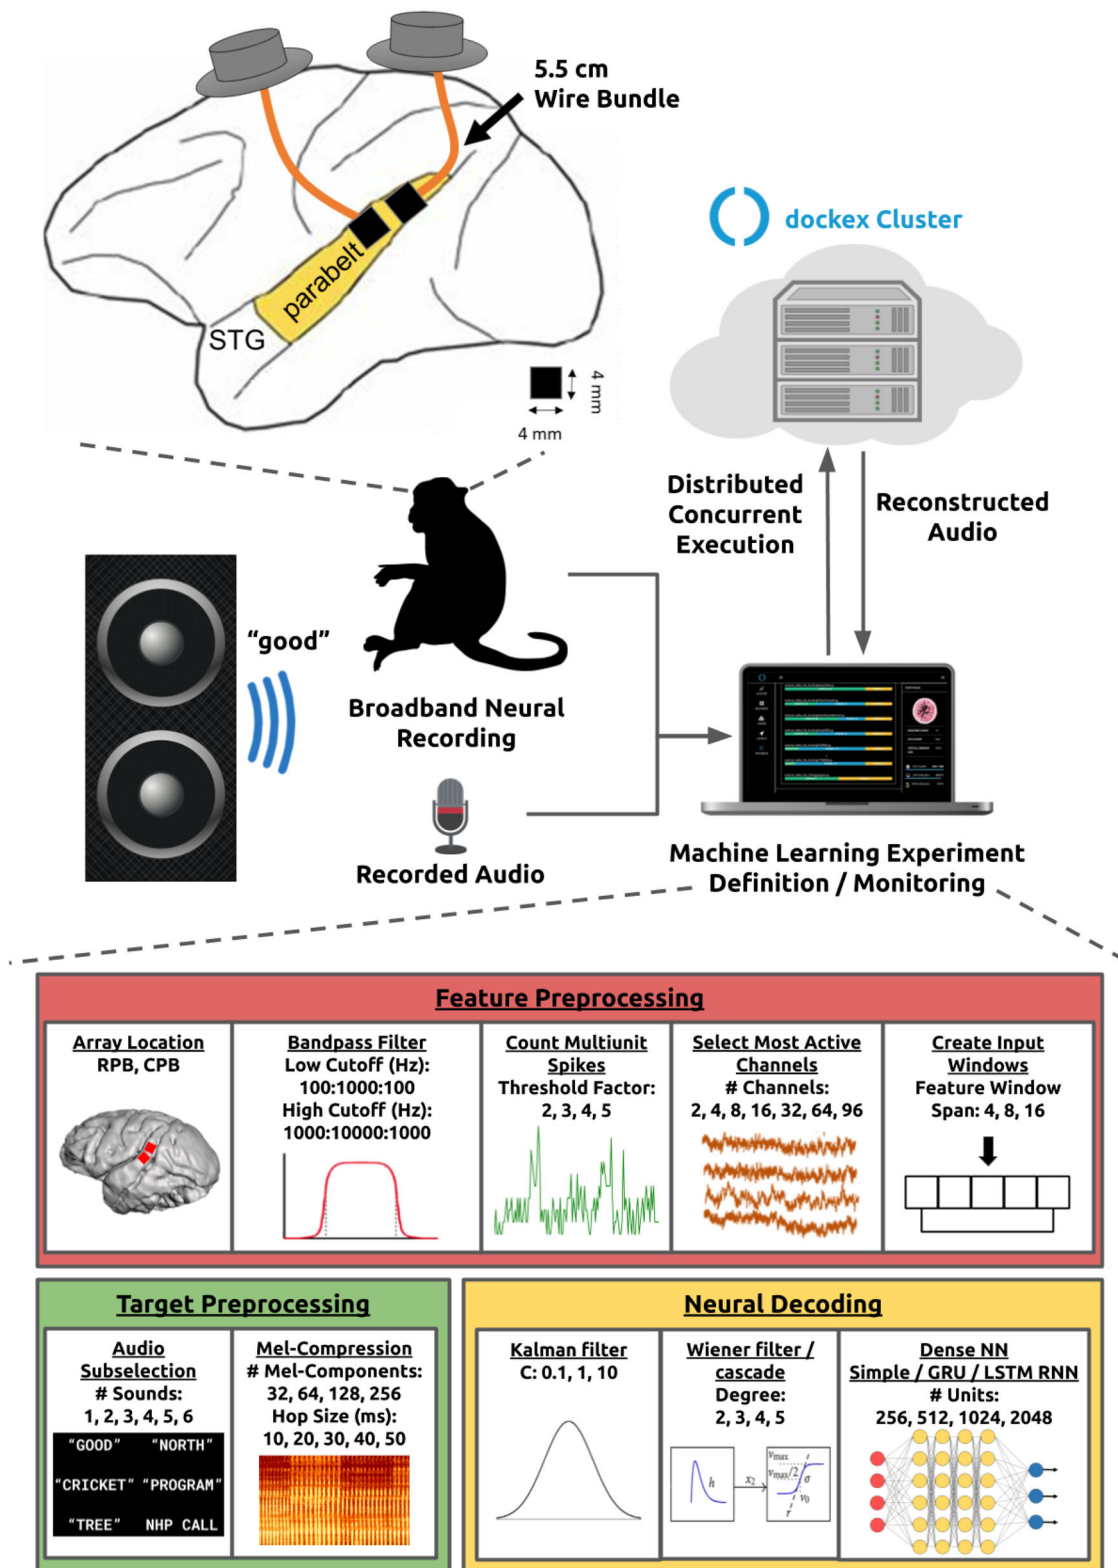 5.5 cm
Wire Bundle
dockex Cluster
parabelt
STG
4 mm
4 mm
Distributed
Concurrent
Execution
Reconstructed
Audio
“good”
Broadband Neural
Recording
Recorded Audio
Machine Learning Experiment
Definition / Monitoring
Feature Preprocessing
Array Location
RPB, CPB
Bandpass Filter
Low Cutoff (Hz):
100:1000:100
High Cutoff (Hz):
1000:10000:1000
Count Multiunit
Spikes
Threshold Factor:
2, 3, 4, 5
Select Most Active
Channels
# Channels:
2, 4, 8, 16, 32, 64, 96
Create Input
Windows
Feature Window
Span: 4, 8, 16
Target Preprocessing
Audio
Subselection
# Sounds:
1, 2, 3, 4, 5, 6
“GOOD” “NORTH”
“CRICKET” “PROGRAM”
“TREE” NHP CALL
Mel-Compression
# Mel-Components:
32, 64, 128, 256
Hop Size (ms):
10, 20, 30, 40, 50
Neural Decoding
Kalman filter
C: 0.1, 1, 10
Wiener filter /
cascade
Degree:
2, 3, 4, 5
h
x2
vmax
vmax/2
σ
v0
r
Dense NN
Simple / GRU / LSTM RNN
# Units:
256, 512, 1024, 2048